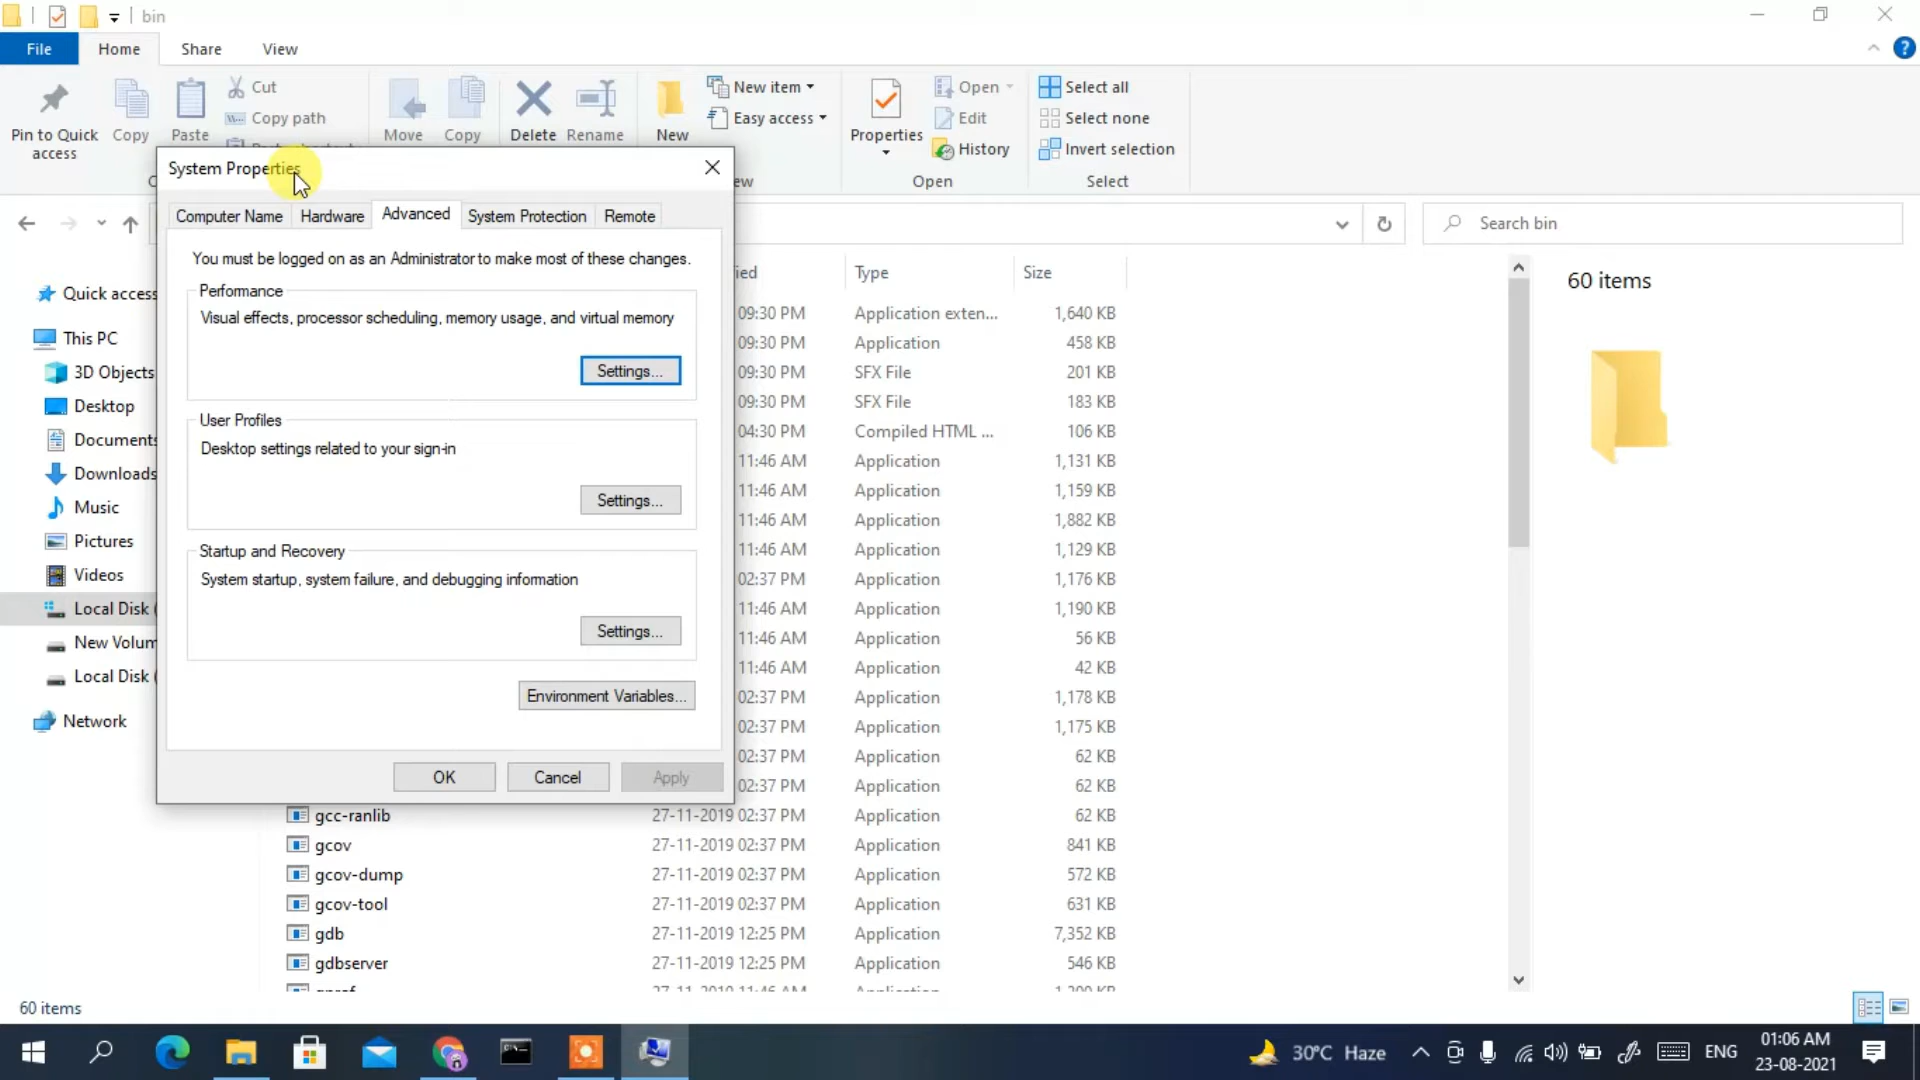 bin
File
Home
Share
View
Pin to Quick access
Copy
Paste
Cut
Copy path
Move
Copy
Delete
Rename
New
New item
Easy access
Properties
Open
Edit
History
Select all
Select none
Invert selection
Open
Select
System Properties
Computer Name
Hardware
Advanced
System Protection
Remote
You must be logged on as an Administrator to make most of these changes.
Performance
Visual effects, processor scheduling, memory usage, and virtual memory
Settings...
User Profiles
Desktop settings related to your sign-in
Settings...
Startup and Recovery
System startup, system failure, and debugging information
Settings...
Environment Variables...
OK
Cancel
Apply
Search bin
Quick access
This PC
3D Objects
Desktop
Documents
Downloads
Music
Pictures
Videos
Local Disk (
New Volum
Local Disk (
Network
ied Type Size
09:30 PM Application exten... 1,640 KB
09:30 PM Application 458 KB
09:30 PM SFX File 201 KB
09:30 PM SFX File 183 KB
04:30 PM Compiled HTML ... 106 KB
11:46 AM Application 1,131 KB
11:46 AM Application 1,159 KB
11:46 AM Application 1,882 KB
11:46 AM Application 1,129 KB
02:37 PM Application 1,176 KB
11:46 AM Application 1,190 KB
11:46 AM Application 56 KB
11:46 AM Application 42 KB
02:37 PM Application 1,178 KB
02:37 PM Application 1,175 KB
02:37 PM Application 62 KB
02:37 PM Application 62 KB
gcc-ranlib 27-11-2019 02:37 PM Application 62 KB
gcov 27-11-2019 02:37 PM Application 841 KB
gcov-dump 27-11-2019 02:37 PM Application 572 KB
gcov-tool 27-11-2019 02:37 PM Application 631 KB
gdb 27-11-2019 12:25 PM Application 7,352 KB
gdbserver 27-11-2019 12:25 PM Application 546 KB
60 items
60 items
30°C Haze
ENG
01:06 AM
23-08-2021